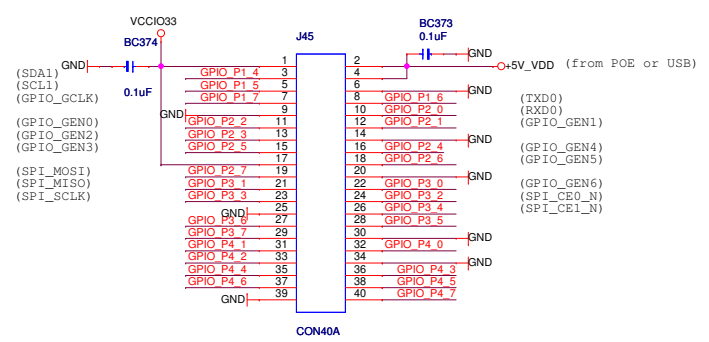 VCCIO33
J45
BC373
BC374
0.1uF
GND 1 2 GND
(SDA1) GPIO_P1_4 3 4 +5V_VDD (from POE or USB)
(SCL1) 0.1uF GPIO_P1_5 5 6 GND
(GPIO_GCLK) GPIO_P1_7 7 8 GPIO_P1_6 (TXD0)
GND 9 10 GPIO_P2_0 (RXD0)
(GPIO_GEN0) GPIO_P2_2 11 12 GPIO_P2_1 (GPIO_GEN1)
(GPIO_GEN2) GPIO_P2_3 13 14 GND
(GPIO_GEN3) GPIO_P2_5 15 16 GPIO_P2_4 (GPIO_GEN4)
17 18 GPIO_P2_6 (GPIO_GEN5)
(SPI_MOSI) GPIO_P2_7 19 20 GND
(SPI_MISO) GPIO_P3_1 21 22 GPIO_P3_0 (GPIO_GEN6)
(SPI_SCLK) GPIO_P3_3 23 24 GPIO_P3_2 (SPI_CE0_N)
GND 25 26 GPIO_P3_4 (SPI_CE1_N)
GPIO_P3_6 27 28 GPIO_P3_5
GPIO_P3_7 29 30 GND
GPIO_P4_1 31 32 GPIO_P4_0
GPIO_P4_2 33 34 GND
GPIO_P4_4 35 36 GPIO_P4_3
GPIO_P4_6 37 38 GPIO_P4_5
GND 39 40 GPIO_P4_7
CON40A